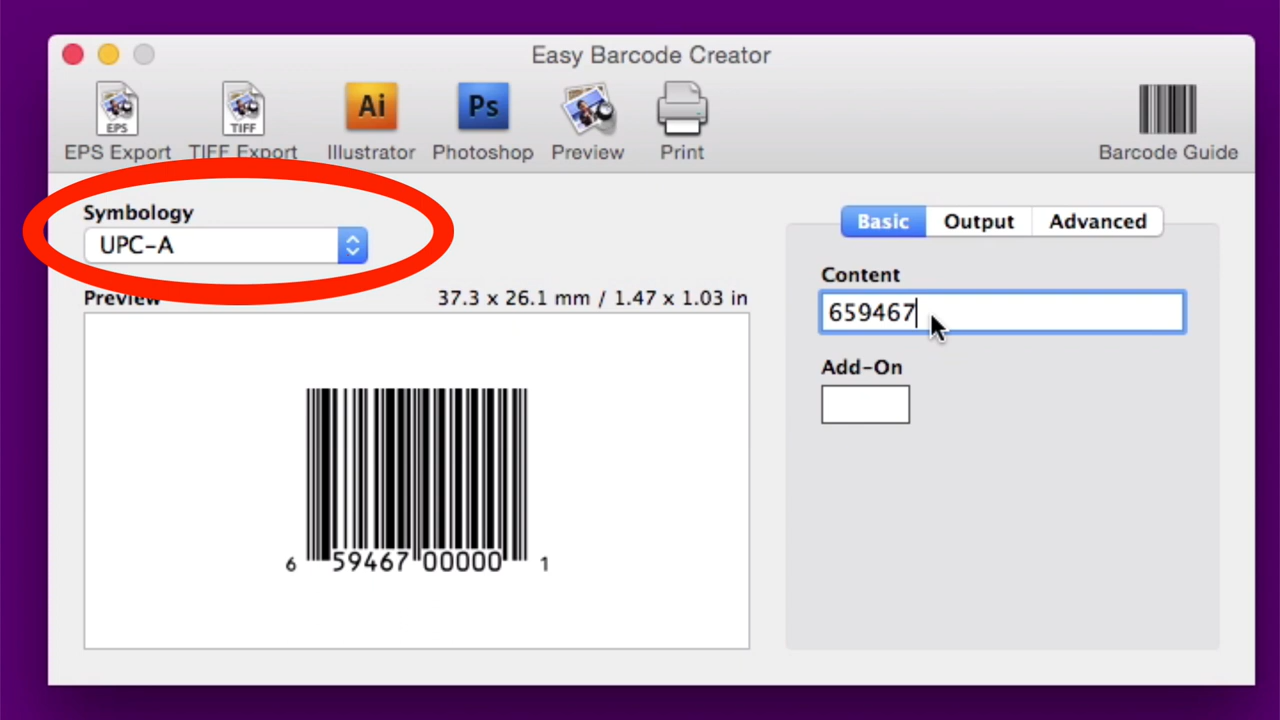 Easy Barcode Creator
EPS
TIFF
Ai
Ps
EPS Export TIFF Export Illustrator Photoshop Preview Print Barcode Guide
Symbology
UPC-A
Preview 37.3 x 26.1 mm / 1.47 x 1.03 in
6 59467 00000 1
Basic Output Advanced
Content
659467
Add-On